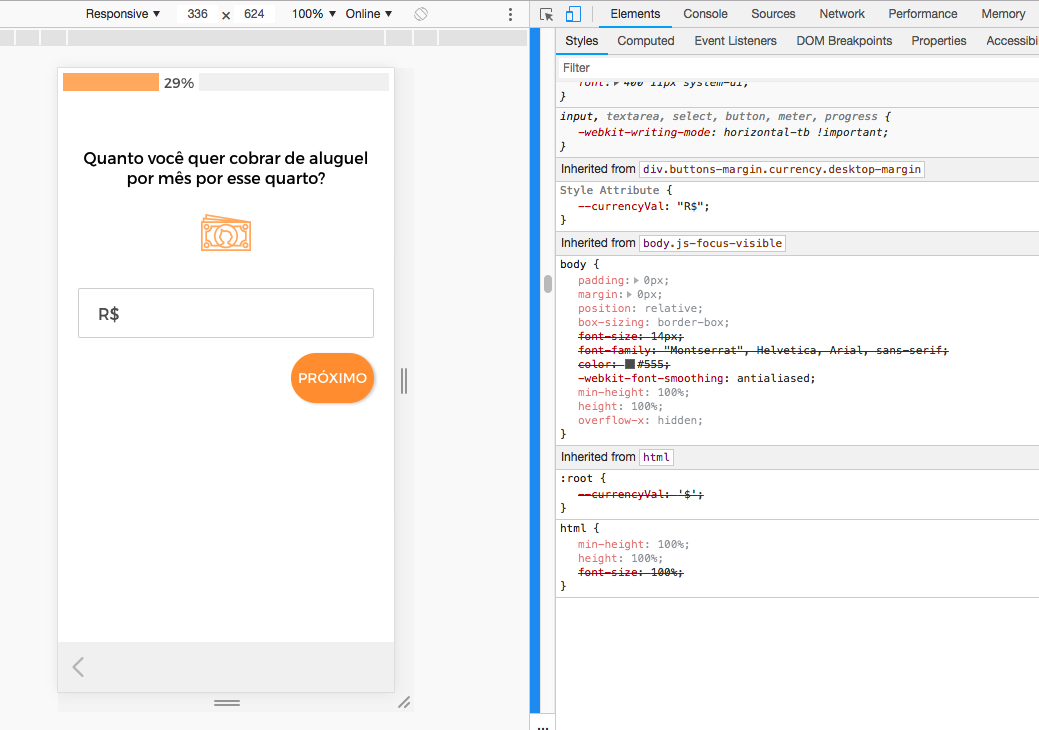 Responsive ▼ 336 x 624 100% ▼ Online ▼
Elements Console Sources Network Performance Memory
Styles Computed Event Listeners DOM Breakpoints Properties Accessibi
Filter
29%
Quanto você quer cobrar de aluguel
por mês por esse quarto?
R$
PRÓXIMO
font:▶400 11px system-ui;
}
input, textarea, select, button, meter, progress {
-webkit-writing-mode: horizontal-tb !important;
}
Inherited from div.buttons-margin.currency.desktop-margin
Style Attribute {
--currencyVal: "R$";
}
Inherited from body.js-focus-visible
body {
padding:▶0px;
margin:▶0px;
position: relative;
box-sizing: border-box;
font-size: 14px;
font-family: "Montserrat", Helvetica, Arial, sans-serif;
color: #555;
-webkit-font-smoothing: antialiased;
min-height: 100%;
height: 100%;
overflow-x: hidden;
}
Inherited from html
:root {
--currencyVal: '$';
}
html {
min-height: 100%;
height: 100%;
font-size: 100%;
}
...